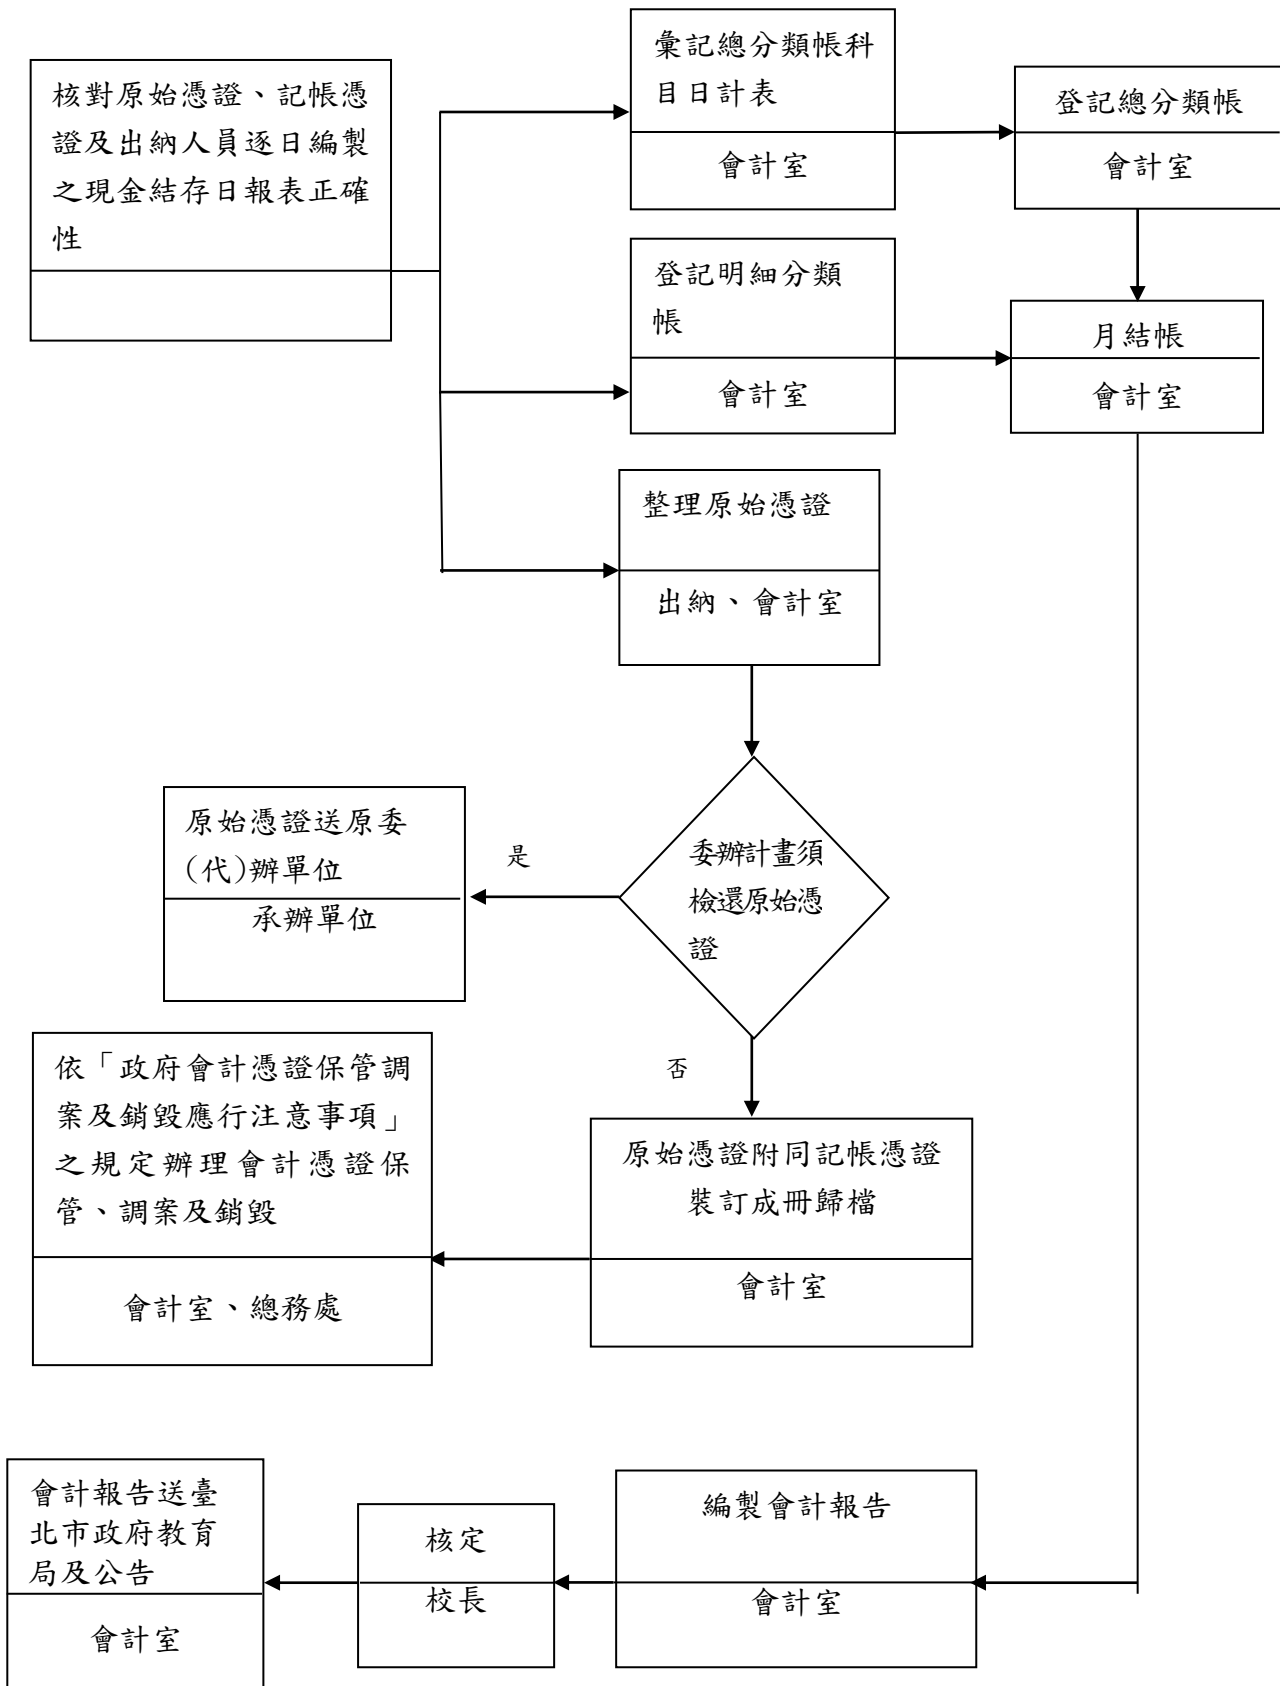 核對原始憑證、記帳憑
證及出納人員逐日編製
之現金結存日報表正確
性
彙記總分類帳科
目日計表
會計室
登記總分類帳
會計室
登記明細分類
帳
會計室
月結帳
會計室
整理原始憑證
出納、會計室
委辦計畫須
檢還原始憑
證
是
原始憑證送原委
(代)辦單位
承辦單位
否
原始憑證附同記帳憑證
裝訂成冊歸檔
會計室
依「政府會計憑證保管調
案及銷毀應行注意事項」
之規定辦理會計憑證保
管、調案及銷毀
會計室、總務處
編製會計報告
會計室
核定
校長
會計報告送臺
北市政府教育
局及公告
會計室